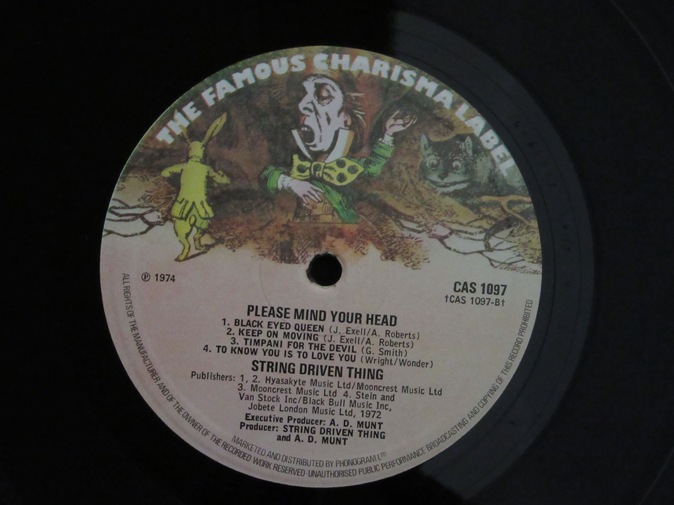 THE FAMOUS CHARISMA LABEL
℗ 1974
CAS 1097
†CAS 1097-B†
PLEASE MIND YOUR HEAD
1. BLACK EYED QUEEN (J. Exell/A. Roberts)
2. KEEP ON MOVING (J. Exell/A. Roberts)
3. TIMPANI FOR THE DEVIL (G. Smith)
4. TO KNOW YOU IS TO LOVE YOU (Wright/Wonder)
STRING DRIVEN THING
Publishers: 1, 2. Hyasakyte Music Ltd/Mooncrest Music Ltd
3. Mooncrest Music Ltd 4. Stein and
Van Stock Inc/Black Bull Music Inc,
Jobete London Music Ltd, 1972
Executive Producer: A. D. MUNT
Producer: STRING DRIVEN THING
and A. D. MUNT
MARKETED AND DISTRIBUTED BY PHONOGRAM LTD
ALL RIGHTS OF THE MANUFACTURER AND OF THE OWNER OF THE RECORDED WORK RESERVED·UNAUTHORISED PUBLIC PERFORMANCE BROADCASTING AND COPYING OF THIS RECORD PROHIBITED